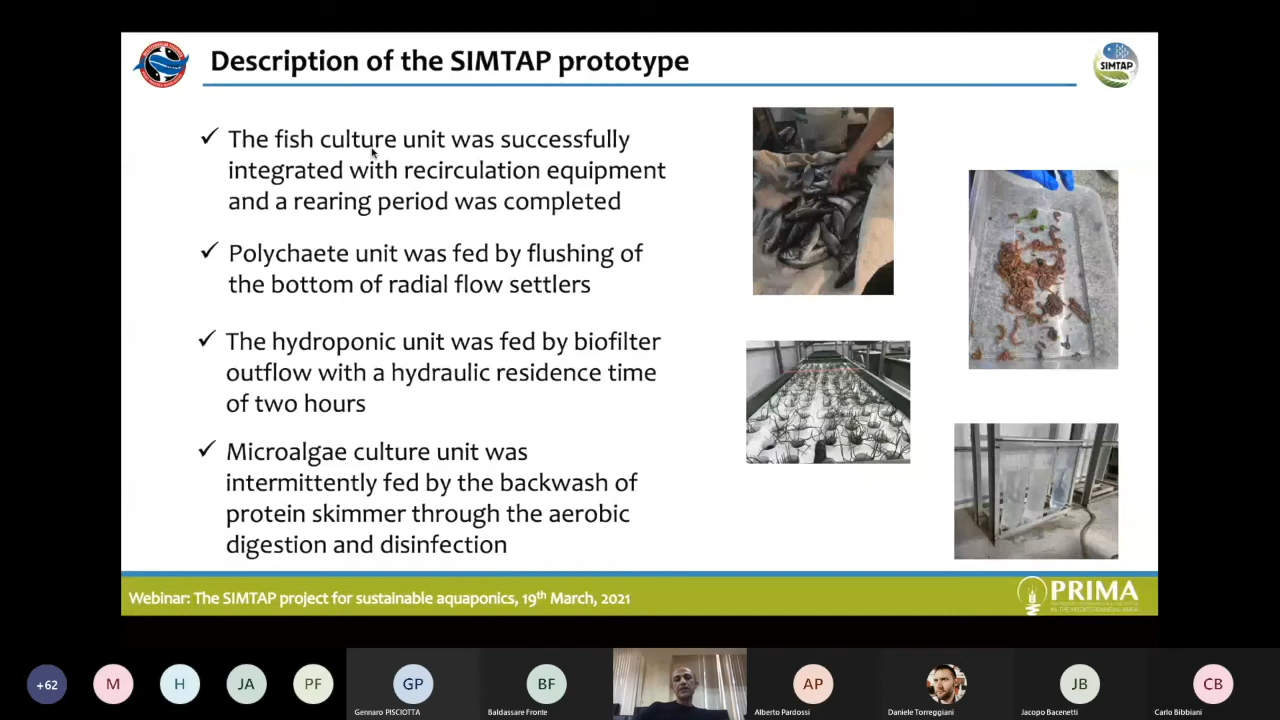 Description of the SIMTAP prototype
SIMTAP
✓ The fish culture unit was successfully
integrated with recirculation equipment
and a rearing period was completed
✓ Polychaete unit was fed by flushing of
the bottom of radial flow settlers
✓ The hydroponic unit was fed by biofilter
outflow with a hydraulic residence time
of two hours
✓ Microalgae culture unit was
intermittently fed by the backwash of
protein skimmer through the aerobic
digestion and disinfection
Webinar: The SIMTAP project for sustainable aquaponics, 19th March, 2021
PRIMA
IN THE MEDITERRANEAN AREA
+62
M
H
JA
PF
GP
BF
AP
JB
CB
Gennaro PISCIOTTA
Baldassare Fronte
Alberto Pardossi
Daniele Torreggiani
Jacopo Bacenetti
Carlo Bibbiani